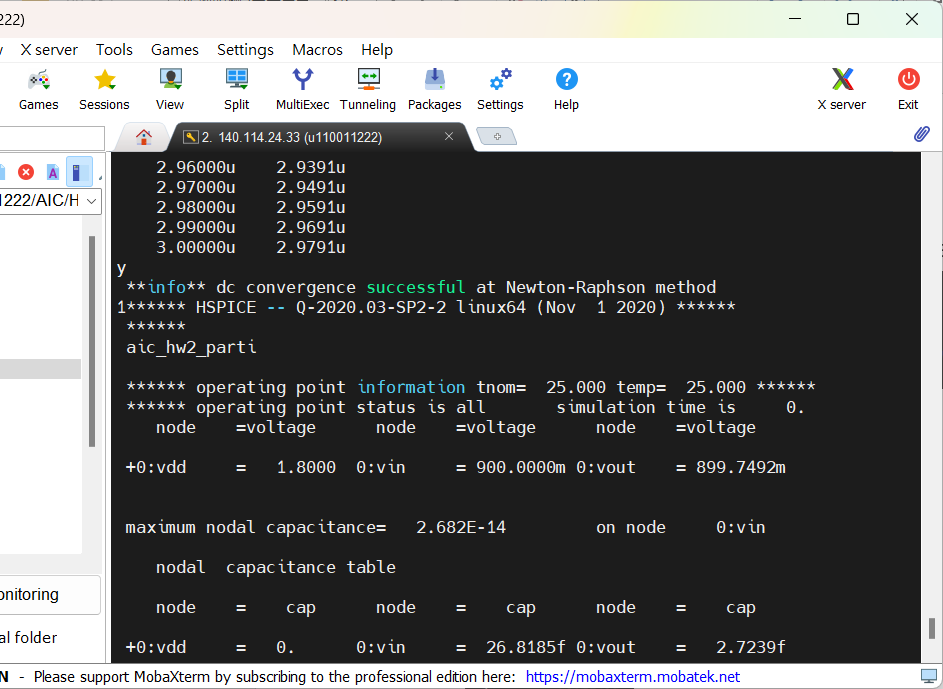 222)
X server Tools Games Settings Macros Help
Games Sessions View Split MultiExec Tunneling Packages Settings Help X server Exit
2. 140.114.24.33 (u110011222)
1222/AIC/H
2.96000u 2.9391u
2.97000u 2.9491u
2.98000u 2.9591u
2.99000u 2.9691u
3.00000u 2.9791u
y
**info** dc convergence successful at Newton-Raphson method
1****** HSPICE -- Q-2020.03-SP2-2 linux64 (Nov 1 2020) ******
******
aic_hw2_parti
****** operating point information tnom= 25.000 temp= 25.000 ******
****** operating point status is all simulation time is 0.
node =voltage node =voltage node =voltage
+0:vdd = 1.8000 0:vin = 900.0000m 0:vout = 899.7492m
maximum nodal capacitance= 2.682E-14 on node 0:vin
nodal capacitance table
node = cap node = cap node = cap
+0:vdd = 0. 0:vin = 26.8185f 0:vout = 2.7239f
onitoring
al folder
N - Please support MobaXterm by subscribing to the professional edition here: https://mobaxterm.mobatek.net